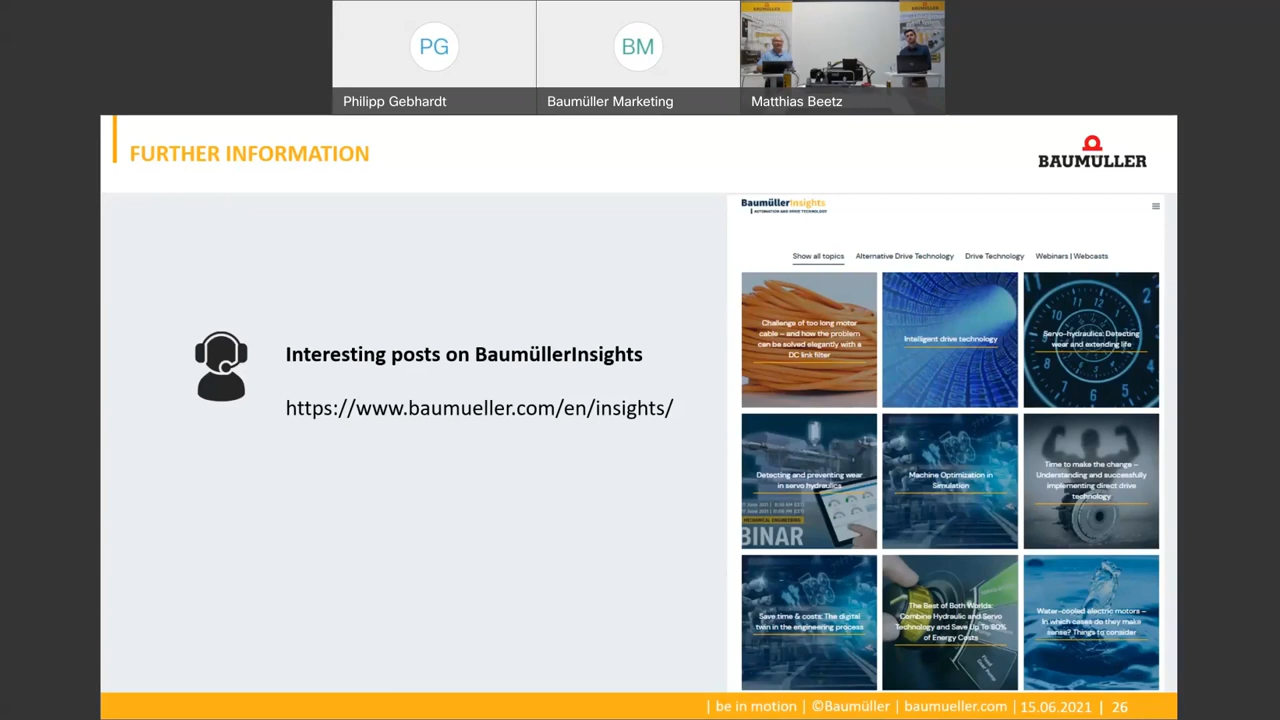 PG
BM
Philipp Gebhardt
Baumüller Marketing
Matthias Beetz
FURTHER INFORMATION
BAUMULLER
BaumüllerInsights
AUTOMATION AND DRIVE TECHNOLOGY
Show all topics
Alternative Drive Technology
Drive Technology
Webinars | Webcasts
Challenge of too long motor
cable – and how the problem
can be solved elegantly with a
DC link filter
Intelligent drive technology
Servo-hydraulics: Detecting
wear and extending life
Interesting posts on BaumüllerInsights
https://www.baumueller.com/en/insights/
Detecting and preventing wear
in servo hydraulics
MECHANICAL ENGINEERING
BINAR
Machine Optimization in
Simulation
Time to make the change –
Understanding and successfully
implementing direct drive
technology
Save time & costs: The digital
twin in the engineering process
The Best of Both Worlds:
Combine Hydraulic and Servo
Technology and Save Up To 80%
of Energy Costs
Water-cooled electric motors –
In which cases do they make
sense? Things to consider
| be in motion | ©Baumüller | baumueller.com | 15.06.2021 | 26